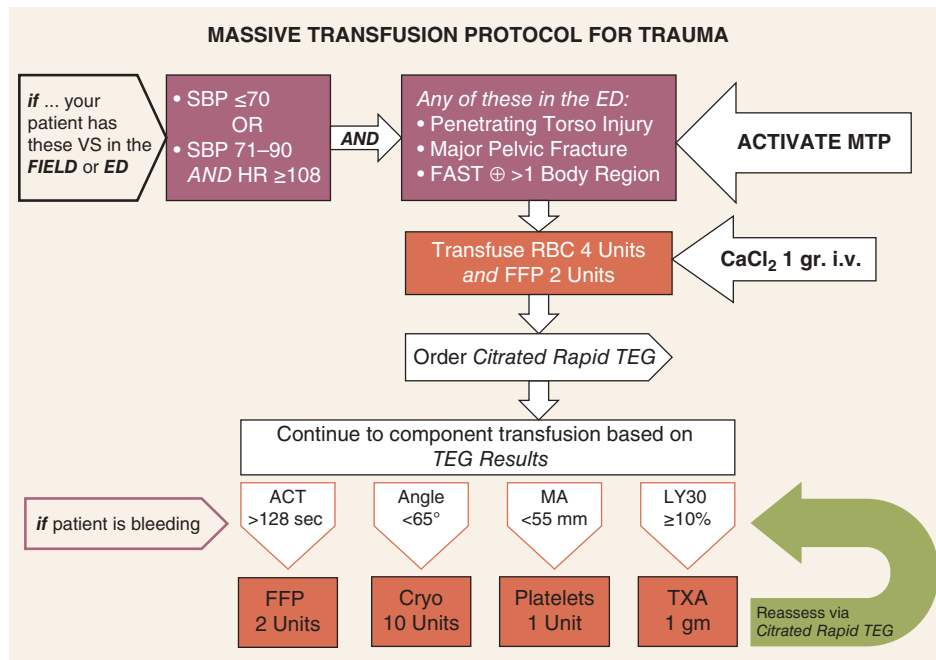 MASSIVE TRANSFUSION PROTOCOL FOR TRAUMA
if ... your
patient has
these VS in the
FIELD or ED
• SBP ≤70
OR
• SBP 71–90
AND HR ≥108
AND
Any of these in the ED:
• Penetrating Torso Injury
• Major Pelvic Fracture
• FAST ⊕ >1 Body Region
ACTIVATE MTP
Transfuse RBC 4 Units
and FFP 2 Units
CaCl₂ 1 gr. i.v.
Order Citrated Rapid TEG
Continue to component transfusion based on
TEG Results
if patient is bleeding
ACT
>128 sec
Angle
<65°
MA
<55 mm
LY30
≥10%
FFP
2 Units
Cryo
10 Units
Platelets
1 Unit
TXA
1 gm
Reassess via
Citrated Rapid TEG